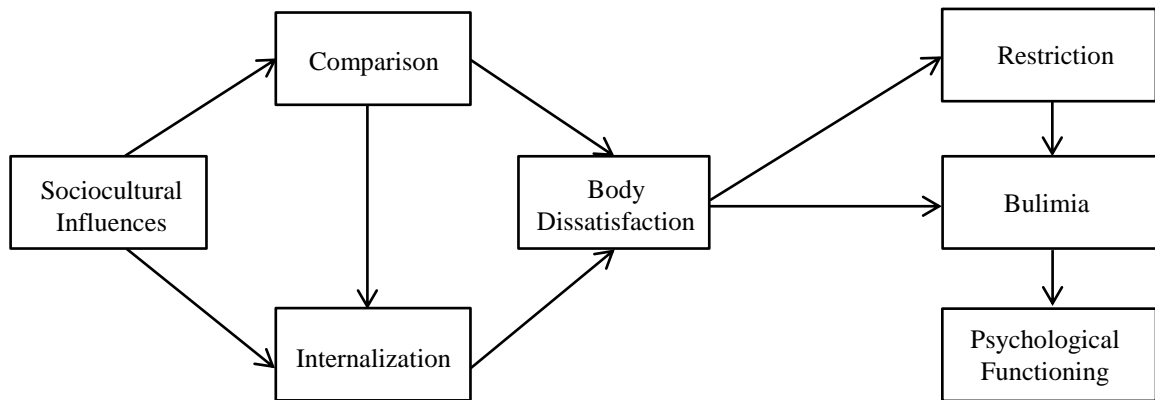 Comparison
Restriction
Sociocultural
Influences
Body
Dissatisfaction
Bulimia
Internalization
Psychological
Functioning